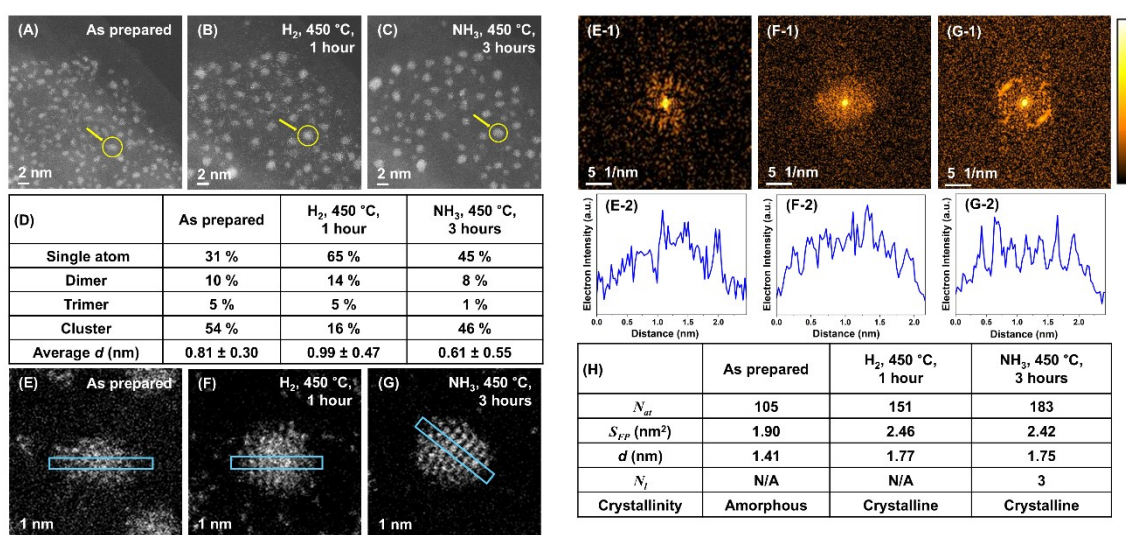 (A) As prepared
2 nm
(B) H₂, 450 °C,
1 hour
2 nm
(C) NH₃, 450 °C,
3 hours
2 nm
(D) As prepared H₂, 450 °C, 1 hour NH₃, 450 °C, 3 hours
Single atom 31 % 65 % 45 %
Dimer 10 % 14 % 8 %
Trimer 5 % 5 % 1 %
Cluster 54 % 16 % 46 %
Average d (nm) 0.81 ± 0.30 0.99 ± 0.47 0.61 ± 0.55
(E) As prepared
1 nm
(F) H₂, 450 °C,
1 hour
1 nm
(G) NH₃, 450 °C,
3 hours
1 nm
(E-1)
5 1/nm
(F-1)
5 1/nm
(G-1)
5 1/nm
(E-2)
Electron Intensity (a.u.)
0.0 0.5 1.0 1.5 2.0
Distance (nm)
(F-2)
Electron Intensity (a.u.)
0.0 0.5 1.0 1.5 2.0
Distance (nm)
(G-2)
Electron Intensity (a.u.)
0.0 0.5 1.0 1.5 2.0
Distance (nm)
(H) As prepared H₂, 450 °C, 1 hour NH₃, 450 °C, 3 hours
Nat 105 151 183
SFP (nm²) 1.90 2.46 2.42
d (nm) 1.41 1.77 1.75
Nl N/A N/A 3
Crystallinity Amorphous Crystalline Crystalline